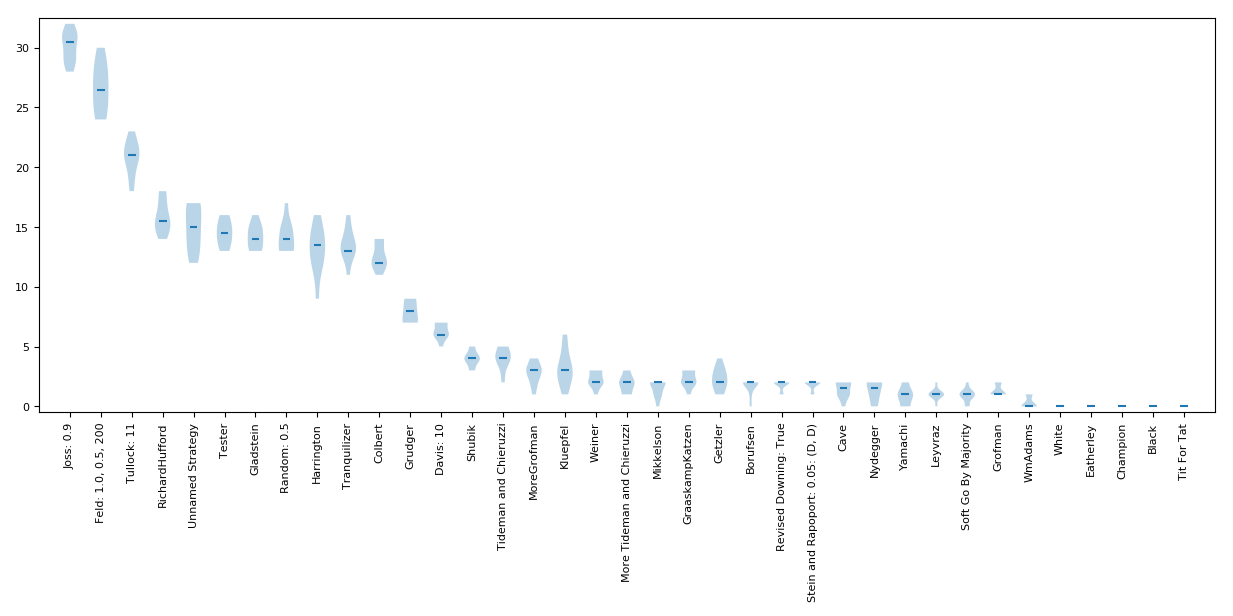 30
25
20
15
10
5
0
Joss: 0.9
Feld: 1.0, 0.5, 200
Tullock: 11
RichardHufford
Unnamed Strategy
Tester
Gladstein
Random: 0.5
Harrington
Tranquilizer
Colbert
Grudger
Davis: 10
Shubik
Tideman and Chieruzzi
MoreGrofman
Kluepfel
Weiner
More Tideman and Chieruzzi
Mikkelson
GraaskampKatzen
Getzler
Borufsen
Revised Downing: True
Stein and Rapoport: 0.05: (D, D)
Cave
Nydegger
Yamachi
Leyvraz
Soft Go By Majority
Grofman
WmAdams
White
Eatherley
Champion
Black
Tit For Tat